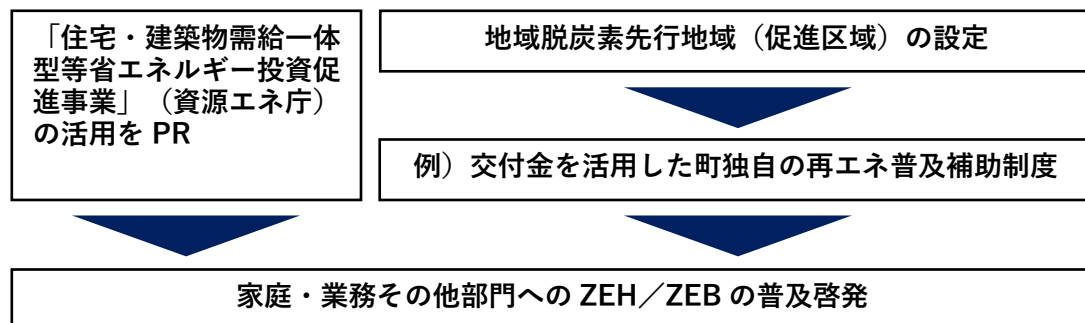 「住宅・建築物需給一体
型等省エネルギー投資促
進事業」（資源エネ庁）
の活用を PR
地域脱炭素先行地域（促進区域）の設定
例）交付金を活用した町独自の再エネ普及補助制度
家庭・業務その他部門への ZEH／ZEB の普及啓発